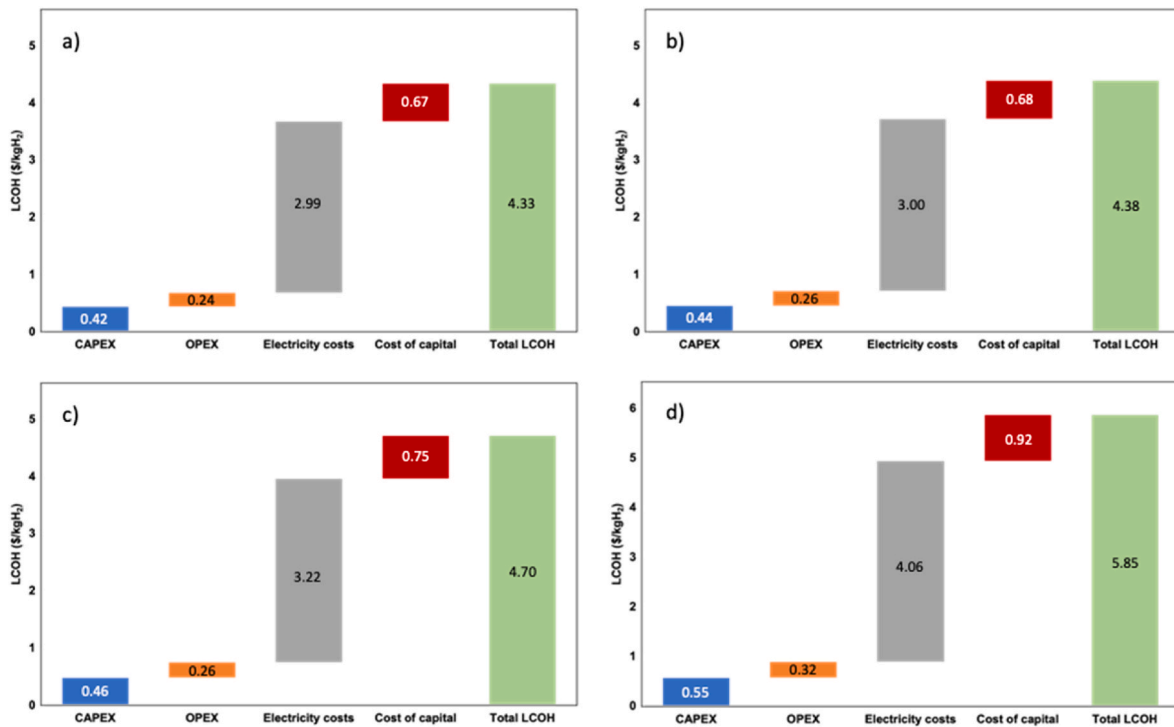 a)
LCOH ($/kgH₂)
5
4
3
2
1
0
0.42
0.24
2.99
0.67
4.33
CAPEX
OPEX
Electricity costs
Cost of capital
Total LCOH
b)
LCOH ($/kgH₂)
5
4
3
2
1
0
0.44
0.26
3.00
0.68
4.38
CAPEX
OPEX
Electricity costs
Cost of capital
Total LCOH
c)
LCOH ($/kgH₂)
5
4
3
2
1
0
0.46
0.26
3.22
0.75
4.70
CAPEX
OPEX
Electricity costs
Cost of capital
Total LCOH
d)
LCOH ($/kgH₂)
6
5
4
3
2
1
0
0.55
0.32
4.06
0.92
5.85
CAPEX
OPEX
Electricity costs
Cost of capital
Total LCOH